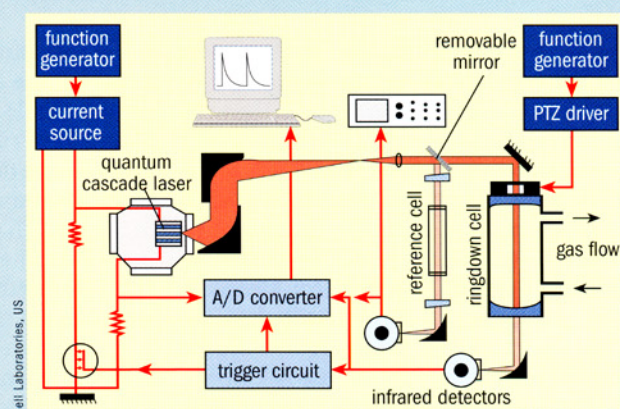 function
generator
current
source
quantum
cascade laser
removable
mirror
function
generator
PTZ driver
reference cell
ringdown cell
gas flow
A/D converter
trigger circuit
infrared detectors
ell Laboratories, US